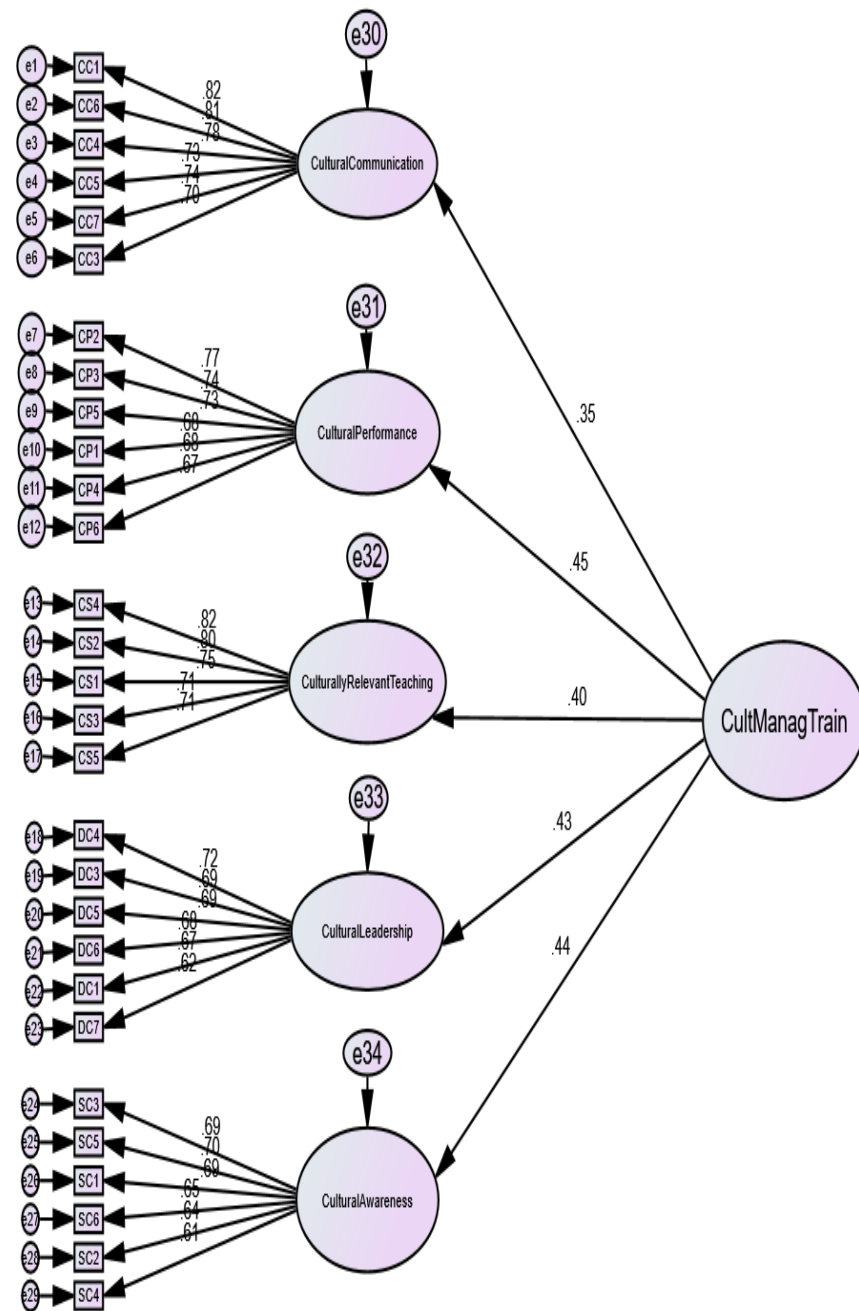 e30
e1 CC1
e2 CC6
e3 CC4
e4 CC5
e5 CC7
e6 CC3
.82
.81
.78
.73
.74
.70
CulturalCommunication
e31
e7 CP2
e8 CP3
e9 CP5
e10 CP1
e11 CP4
e12 CP6
.77
.74
.73
.68
.68
.67
CulturalPerformance
e32
e13 CS4
e14 CS2
e15 CS1
e16 CS3
e17 CS5
.82
.80
.75
.71
.71
CulturallyRelevantTeaching
e33
e18 DC4
e19 DC3
e20 DC5
e21 DC6
e22 DC1
e23 DC7
.72
.69
.69
.68
.67
.62
CulturalLeadership
e34
e24 SC3
e25 SC5
e26 SC1
e27 SC6
e28 SC2
e29 SC4
.69
.70
.69
.65
.64
.61
CulturalAwareness
.35
.45
.40
.43
.44
CultManagTrain